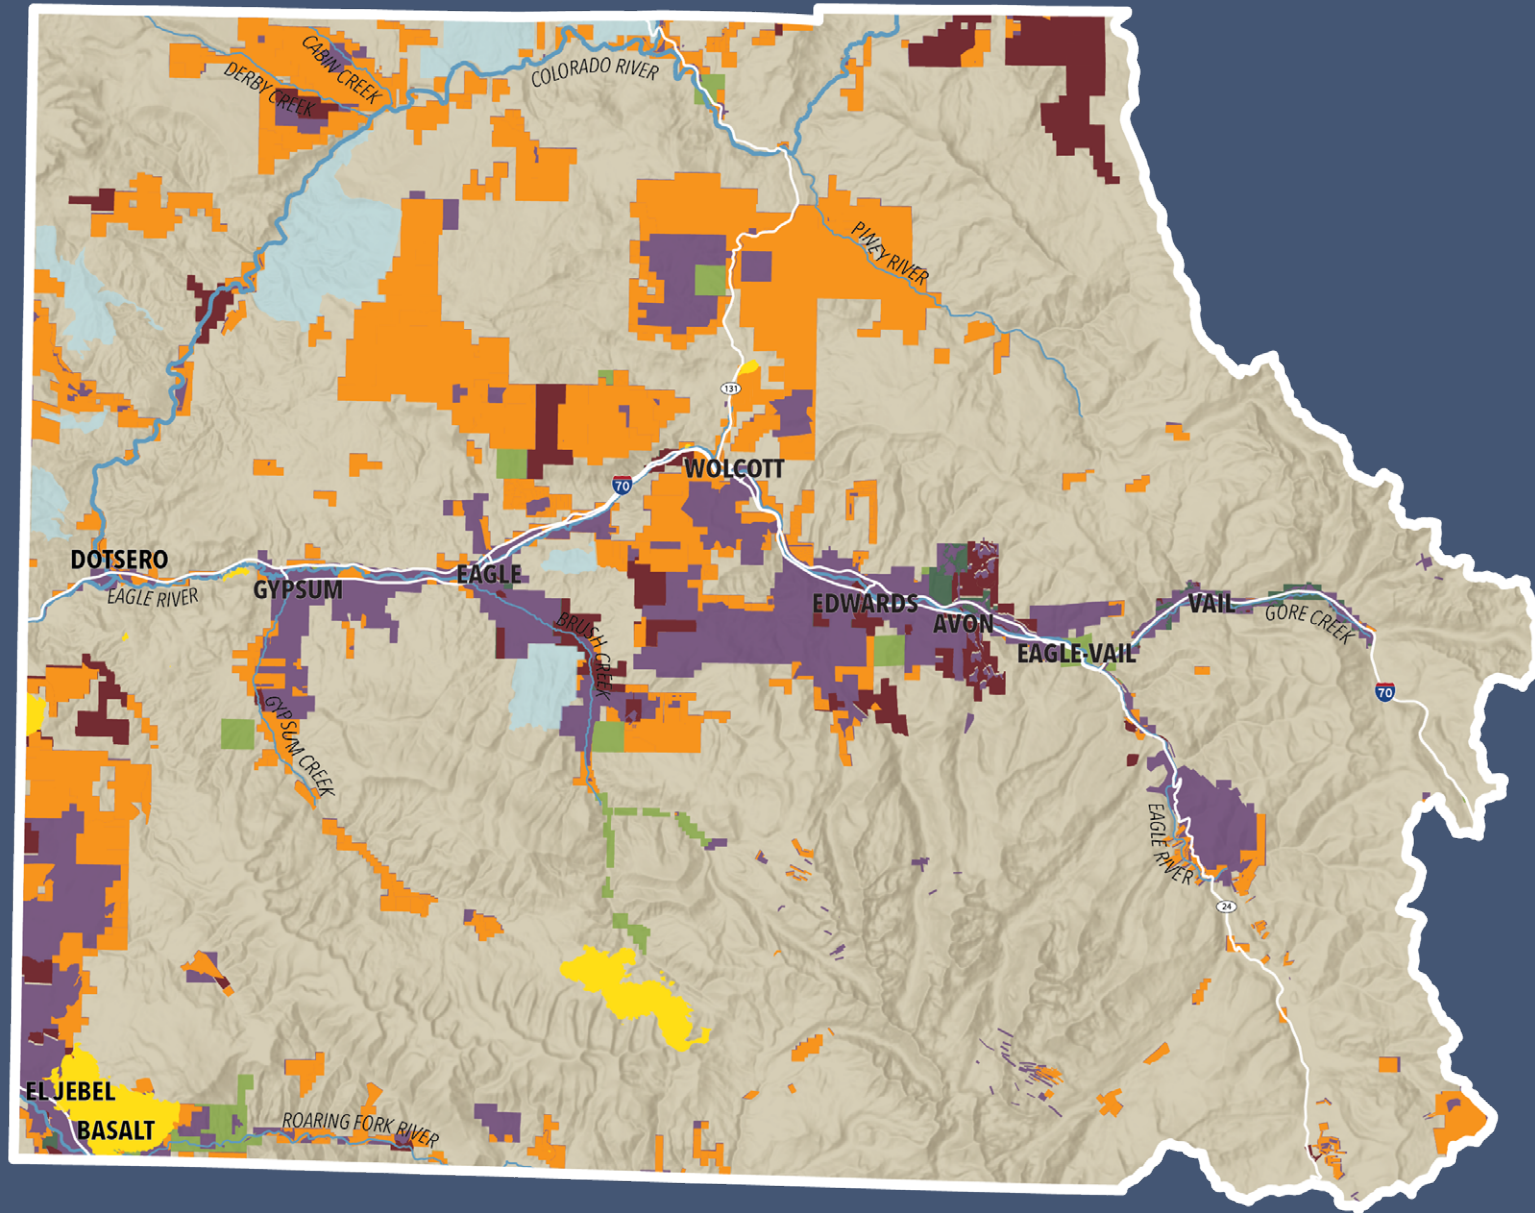 CABIN CREEK
DERBY CREEK
COLORADO RIVER
PINEY RIVER
131
WOLCOTT
70
DOTSERO
EAGLE RIVER
GYPSUM
EAGLE
BRUSH CREEK
EDWARDS
AVON
EAGLE-VAIL
VAIL
GORE CREEK
70
GYPSUM CREEK
EAGLE RIVER
24
EL JEBEL
BASALT
ROARING FORK RIVER